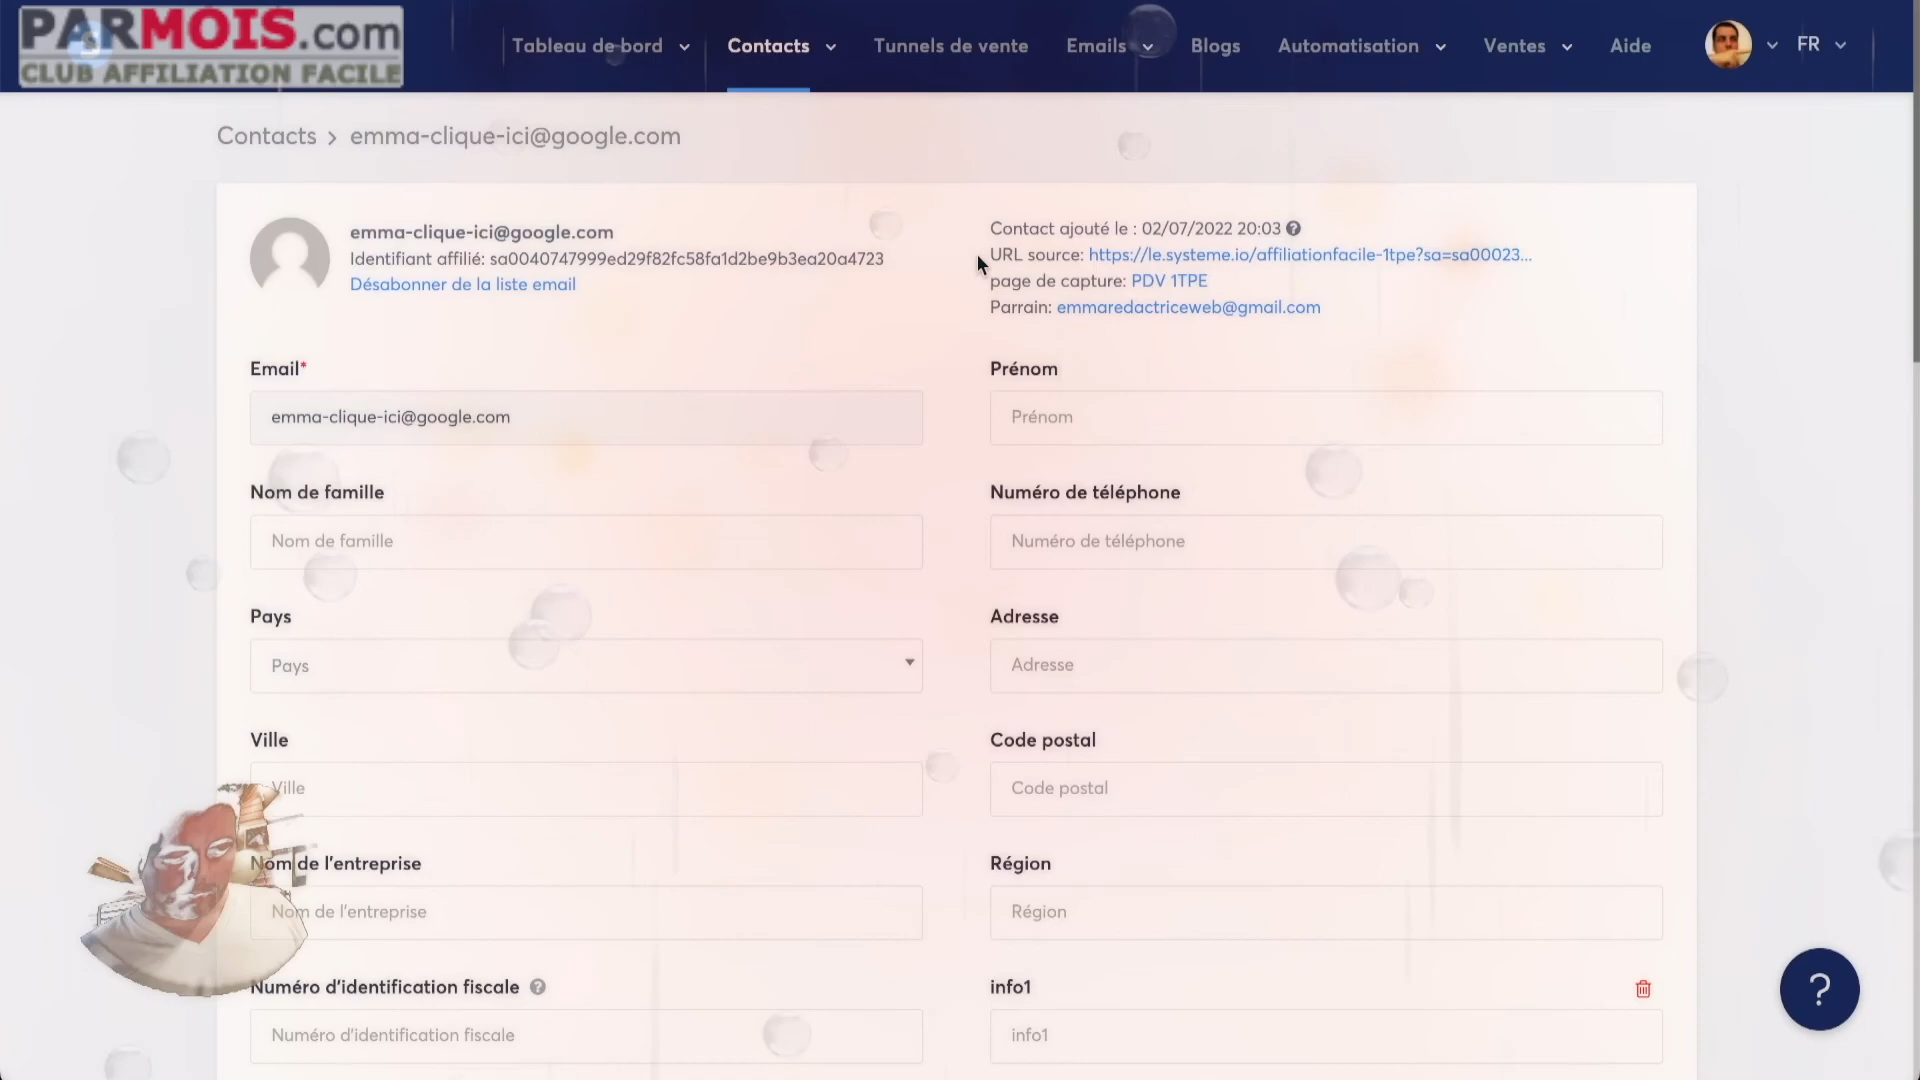 PARMOIS.com
CLUB AFFILIATION FACILE
Tableau de bord
Contacts
Tunnels de vente
Emails
Blogs
Automatisation
Ventes
Aide
FR
Contacts > emma-clique-ici@google.com
emma-clique-ici@google.com
Identifiant affilié: sa0040747999ed29f82fc58fa1d2be9b3ea20a4723
Désabonner de la liste email
Contact ajouté le : 02/07/2022 20:03 ?
URL source: https://le.systeme.io/affiliationfacile-1tpe?sa=sa00023...
page de capture: PDV 1TPE
Parrain: emmaredactriceweb@gmail.com
Email*
emma-clique-ici@google.com
Prénom
Prénom
Nom de famille
Nom de famille
Numéro de téléphone
Numéro de téléphone
Pays
Pays
Adresse
Adresse
Ville
Ville
Code postal
Code postal
Nom de l'entreprise
Nom de l'entreprise
Région
Région
Numéro d'identification fiscale ?
Numéro d'identification fiscale
info1
info1
?